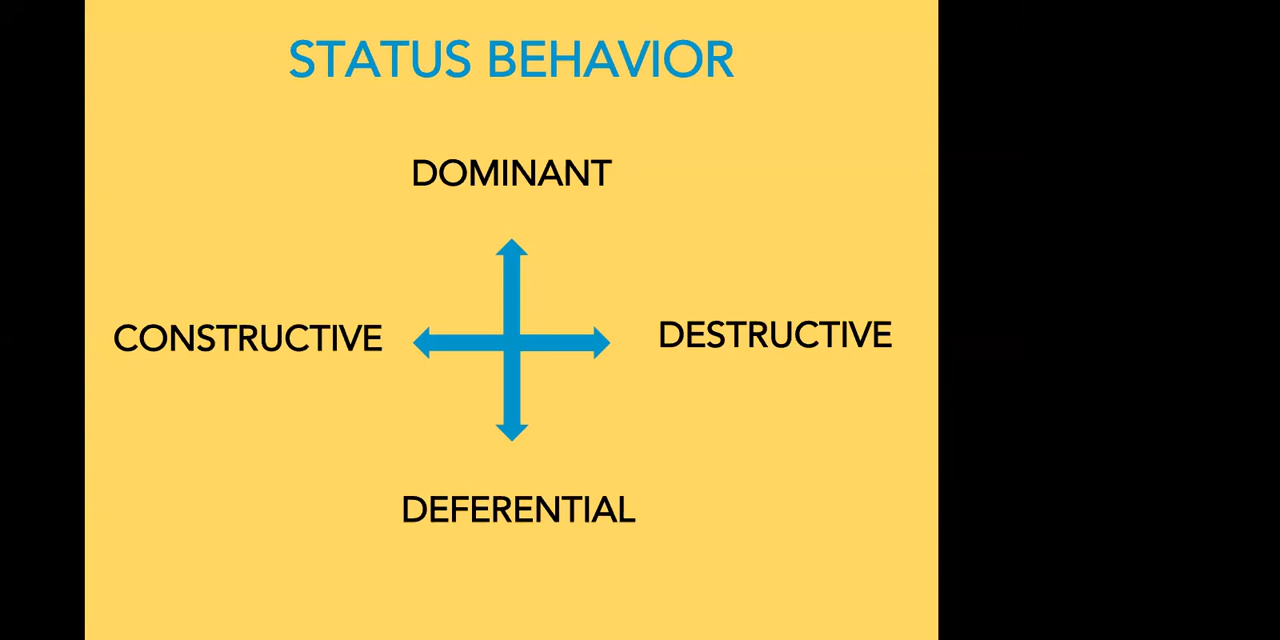 STATUS BEHAVIOR
DOMINANT
CONSTRUCTIVE
DESTRUCTIVE
DEFERENTIAL